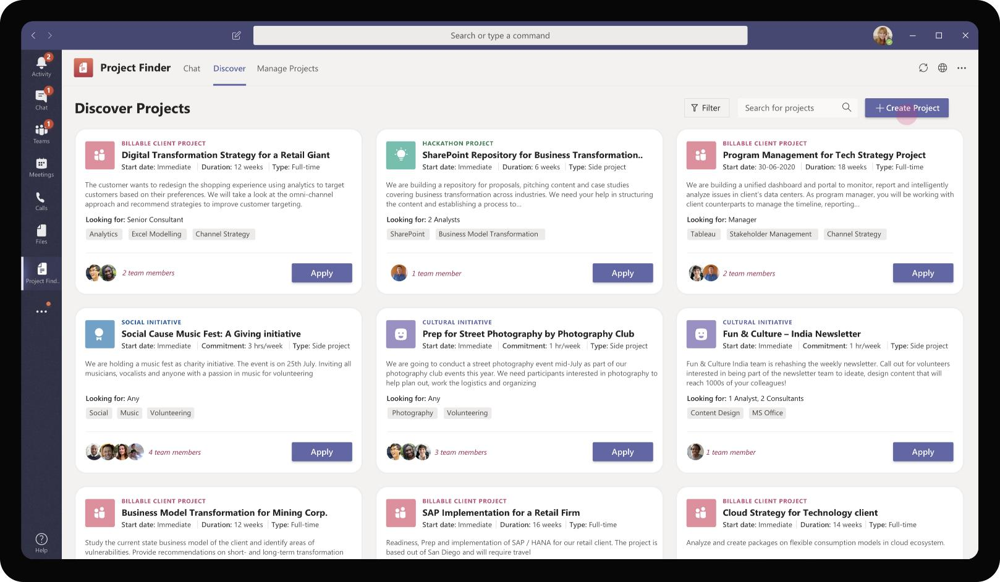 Search or type a command
2
Activity
1
Chat
1
Teams
Meetings
Calls
Files
Project Find..
Help
Project Finder
Chat
Discover
Manage Projects
Discover Projects
Filter
Search for projects
Create Project
BILLABLE CLIENT PROJECT
Digital Transformation Strategy for a Retail Giant
Start date: Immediate
Duration: 12 weeks
Type: Full-time
The customer wants to redesign the shopping experience using analytics to target
customers based on their preferences. We will take a look at the omni-channel
approach and recommend strategies to improve customer targeting.
Looking for: Senior Consultant
Analytics
Excel Modelling
Channel Strategy
2 team members
Apply
HACKATHON PROJECT
SharePoint Repository for Business Transformation..
Start date: Immediate
Duration: 6 weeks
Type: Side project
We are building a repository for proposals, pitching content and case studies
covering business transformation across industries. We need your help in structuring
the content and establishing a process to...
Looking for: 2 Analysts
SharePoint
Business Model Transformation
1 team member
Apply
BILLABLE CLIENT PROJECT
Program Management for Tech Strategy Project
Start date: 30-06-2020
Duration: 18 weeks
Type: Full-time
We are building a unified dashboard and portal to monitor, report and intelligently
analyze issues in client's data centers. As program manager, you will be working with
client counterparts to manage the timeline, reporting...
Looking for: Manager
Tableau
Stakeholder Management
Channel Strategy
2 team members
Apply
SOCIAL INITIATIVE
Social Cause Music Fest: A Giving initiative
Start date: Immediate
Commitment: 3 hrs/week
Type: Side project
We are holding a music fest as charity initiative. The event is on 25th July. Inviting all
musicians, vocalists and anyone with a passion in music for volunteering
Looking for: Any
Social
Music
Volunteering
4 team members
Apply
CULTURAL INITIATIVE
Prep for Street Photography by Photography Club
Start date: Immediate
Commitment: 1 hr/week
Type: Side project
We are going to conduct a street photography event mid-July as part of our
photography club events this year. We need participants interested in photography to
help plan out, work the logistics and organizing
Looking for: Any
Photography
Volunteering
3 team members
Apply
CULTURAL INITIATIVE
Fun & Culture – India Newsletter
Start date: Immediate
Commitment: 1 hr/week
Type: Side project
Fun & Culture India team is rehashing the weekly newsletter. Call out for volunteers
interested in being part of the newsletter team to ideate, design content that will
reach 1000s of your colleagues!
Looking for: 1 Analyst, 2 Consultants
Content Design
MS Office
1 team member
Apply
BILLABLE CLIENT PROJECT
Business Model Transformation for Mining Corp.
Start date: Immediate
Duration: 12 weeks
Type: Full-time
Study the current state business model of the client and identify areas of
vulnerabilities. Provide recommendations on short- and long-term transformation
BILLABLE CLIENT PROJECT
SAP Implementation for a Retail Firm
Start date: Immediate
Duration: 16 weeks
Type: Full-time
Readiness, Prep and implementation of SAP / HANA for our retail client. The project is
based out of San Diego and will require travel
BILLABLE CLIENT PROJECT
Cloud Strategy for Technology client
Start date: Immediate
Duration: 14 weeks
Type: Full-time
Analyze and create packages on flexible consumption models in cloud ecosystem.